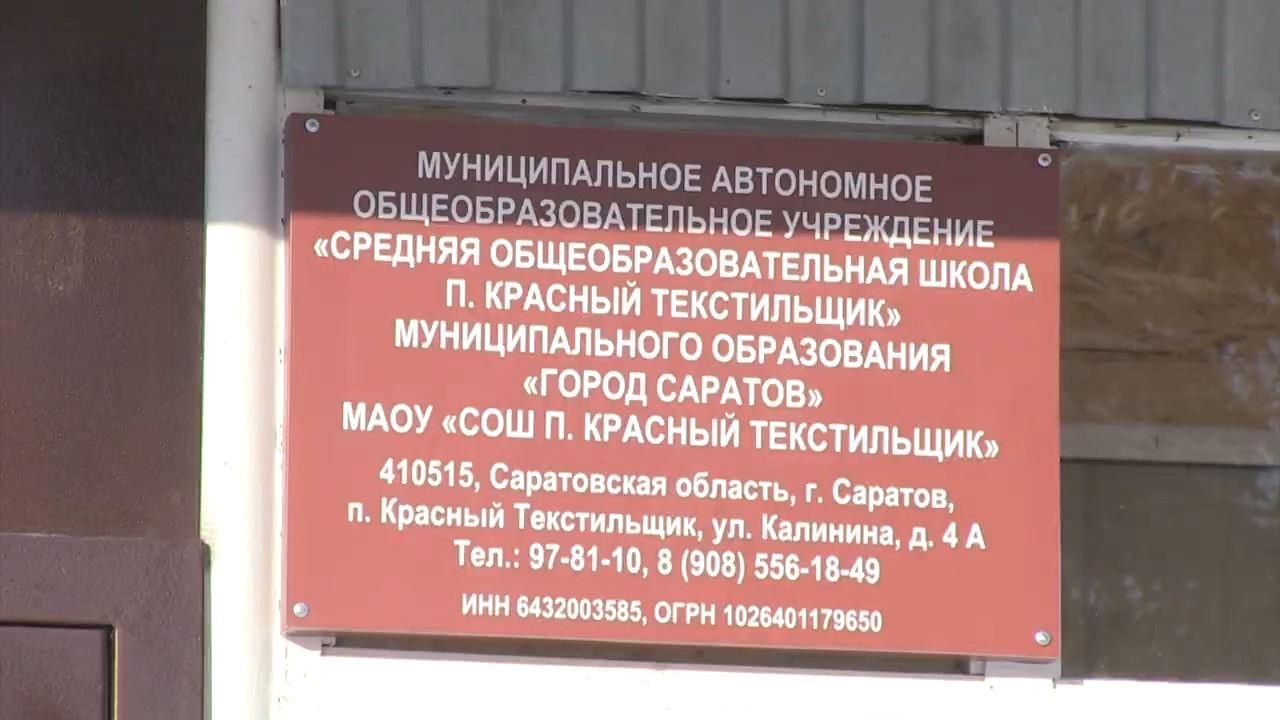 МУНИЦИПАЛЬНОЕ АВТОНОМНОЕ
ОБЩЕОБРАЗОВАТЕЛЬНОЕ УЧРЕЖДЕНИЕ
«СРЕДНЯЯ ОБЩЕОБРАЗОВАТЕЛЬНАЯ ШКОЛА
П. КРАСНЫЙ ТЕКСТИЛЬЩИК»
МУНИЦИПАЛЬНОГО ОБРАЗОВАНИЯ
«ГОРОД САРАТОВ»
МАОУ «СОШ П. КРАСНЫЙ ТЕКСТИЛЬЩИК»
410515, Саратовская область, г. Саратов,
п. Красный Текстильщик, ул. Калинина, д. 4 А
Тел.: 97-81-10, 8 (908) 556-18-49
ИНН 6432003585, ОГРН 1026401179650